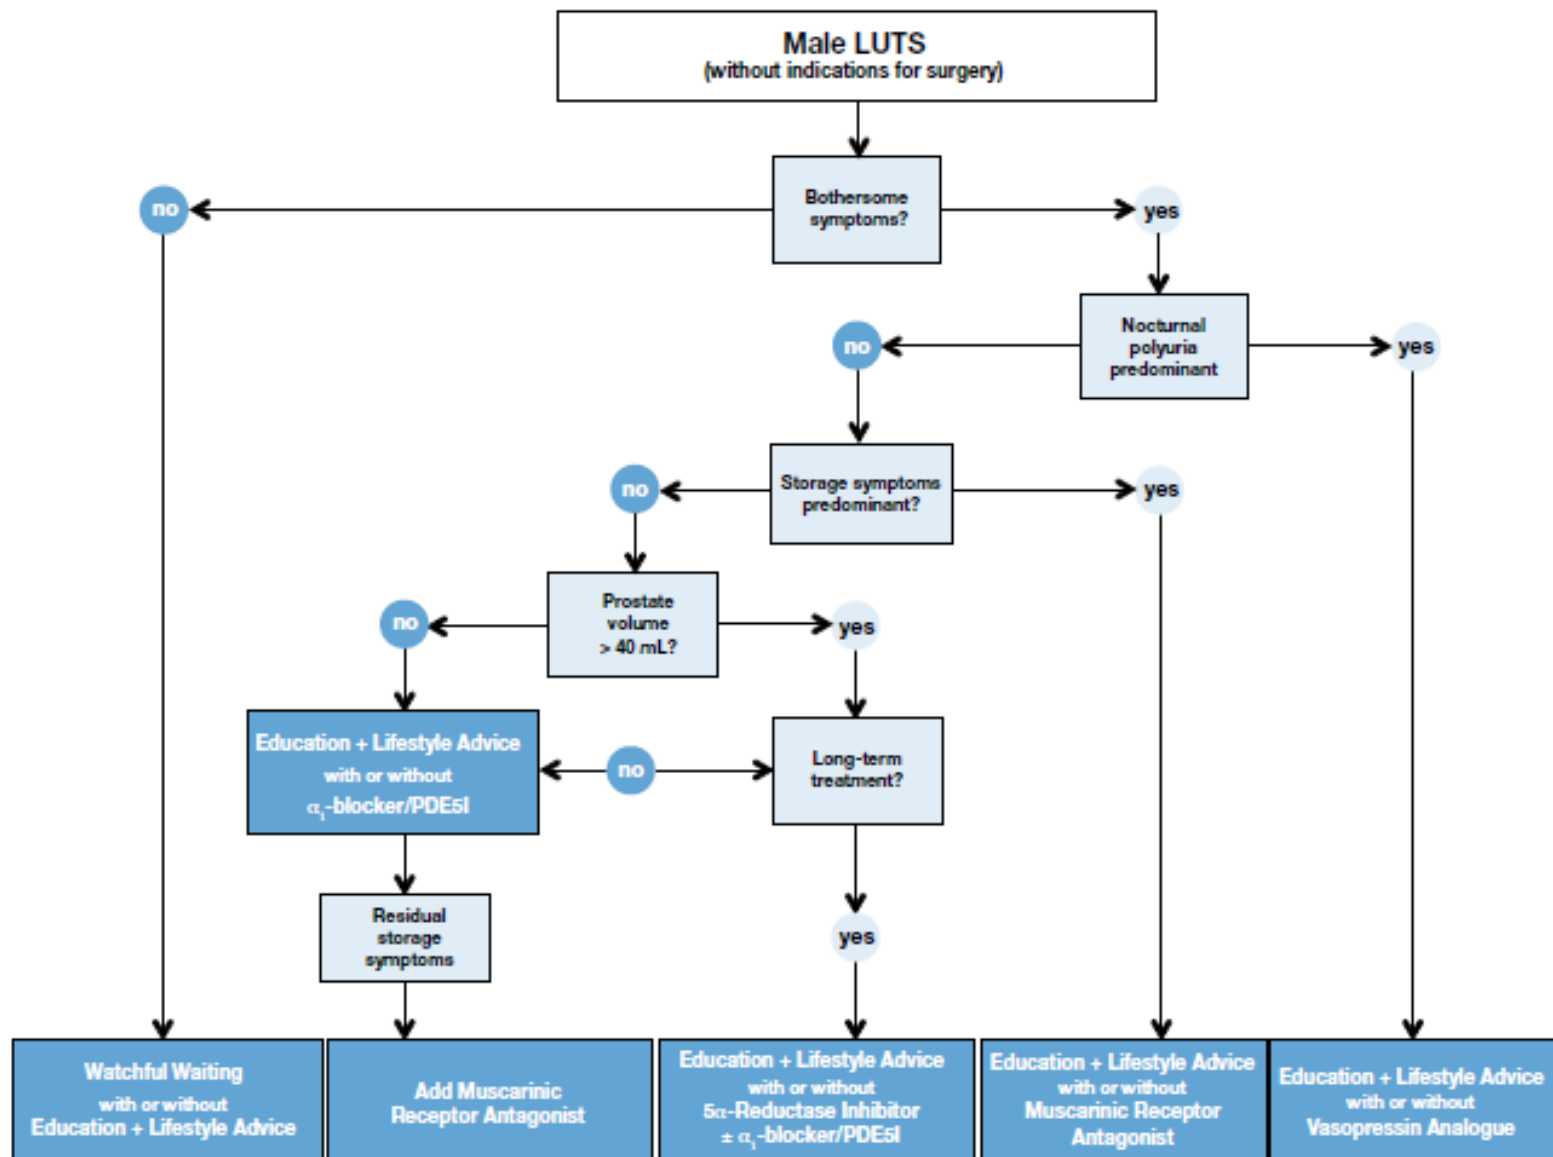 Male LUTS
(without indications for surgery)
Bothersome
symptoms?
no
yes
Nocturnal
polyuria
predominant
no
yes
Storage symptoms
predominant?
no
yes
Prostate
volume
> 40 mL?
no
yes
Education + Lifestyle Advice
with or without
α₁-blocker/PDE5I
no
Long-term
treatment?
Residual
storage
symptoms
yes
Watchful Waiting
with or without
Education + Lifestyle Advice
Add Muscarinic
Receptor Antagonist
Education + Lifestyle Advice
with or without
5α-Reductase Inhibitor
± α₁-blocker/PDE5I
Education + Lifestyle Advice
with or without
Muscarinic Receptor
Antagonist
Education + Lifestyle Advice
with or without
Vasopressin Analogue